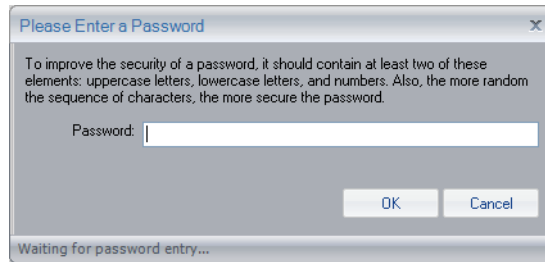 Please Enter a Password
To improve the security of a password, it should contain at least two of these
elements: uppercase letters, lowercase letters, and numbers. Also, the more random
the sequence of characters, the more secure the password.
Password:
OK Cancel
Waiting for password entry...